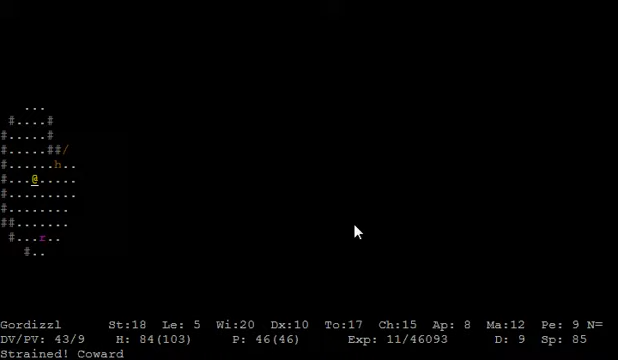 ...
#....#
#.....#
#.....##/
#......h..
#...@.....
#.........
#........
##.......
#...r..
#..
Gordizzl St:18 Le: 5 Wi:20 Dx:10 To:17 Ch:15 Ap: 8 Ma:12 Pe: 9 N=
DV/PV: 43/9 H: 84(103) P: 46(46) Exp: 11/46093 D: 9 Sp: 85
Strained! Coward